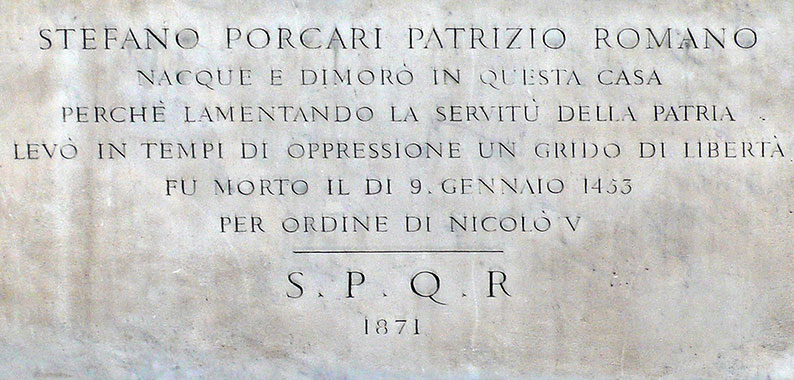 STEFANO PORCARI PATRIZIO ROMANO
NACQUE E DIMORÒ IN QUESTA CASA
PERCHÈ LAMENTANDO LA SERVITÙ DELLA PATRIA
LEVÒ IN TEMPI DI OPPRESSIONE UN GRIDO DI LIBERTÀ
FU MORTO IL DI 9. GENNAIO 1453
PER ORDINE DI NICOLÒ V
S. P. Q. R
1871